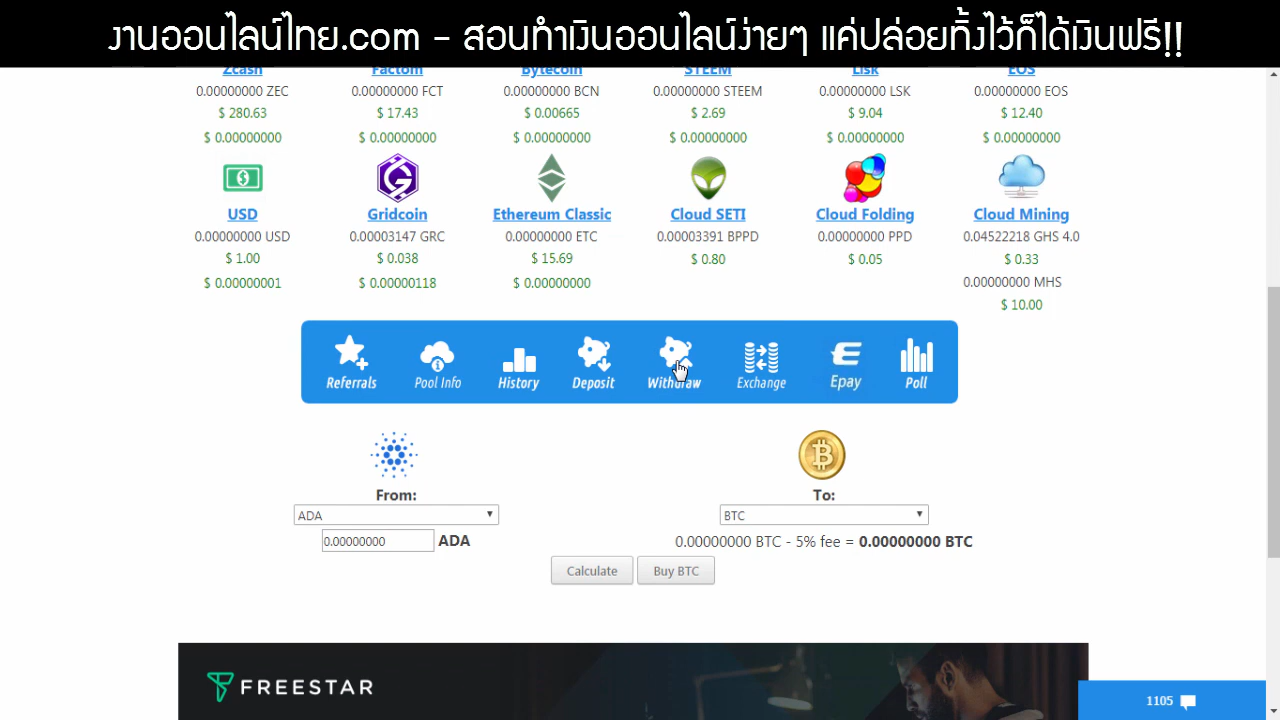 งานออนไลน์ไทย.com - สอนทำเงินออนไลน์ง่ายๆ แค่ปล่อยทิ้งไว้ก็ได้เงินฟรี!!
Zcash Factom Bytecoin STEEM Lisk EOS
0.00000000 ZEC 0.00000000 FCT 0.00000000 BCN 0.00000000 STEEM 0.00000000 LSK 0.00000000 EOS
$ 280.63 $ 17.43 $ 0.00665 $ 2.69 $ 9.04 $ 12.40
$ 0.00000000 $ 0.00000000 $ 0.00000000 $ 0.00000000 $ 0.00000000 $ 0.00000000
USD Gridcoin Ethereum Classic Cloud SETI Cloud Folding Cloud Mining
0.00000000 USD 0.00003147 GRC 0.00000000 ETC 0.00003391 BPPD 0.00000000 PPD 0.04522218 GHS 4.0
$ 1.00 $ 0.038 $ 15.69 $ 0.80 $ 0.05 $ 0.33
$ 0.00000001 $ 0.00000118 $ 0.00000000 0.00000000 MHS
$ 10.00
Referrals Pool Info History Deposit Withdraw Exchange Epay Poll
From: To:
ADA BTC
0.00000000 ADA 0.00000000 BTC - 5% fee = 0.00000000 BTC
Calculate Buy BTC
FREESTAR
1105